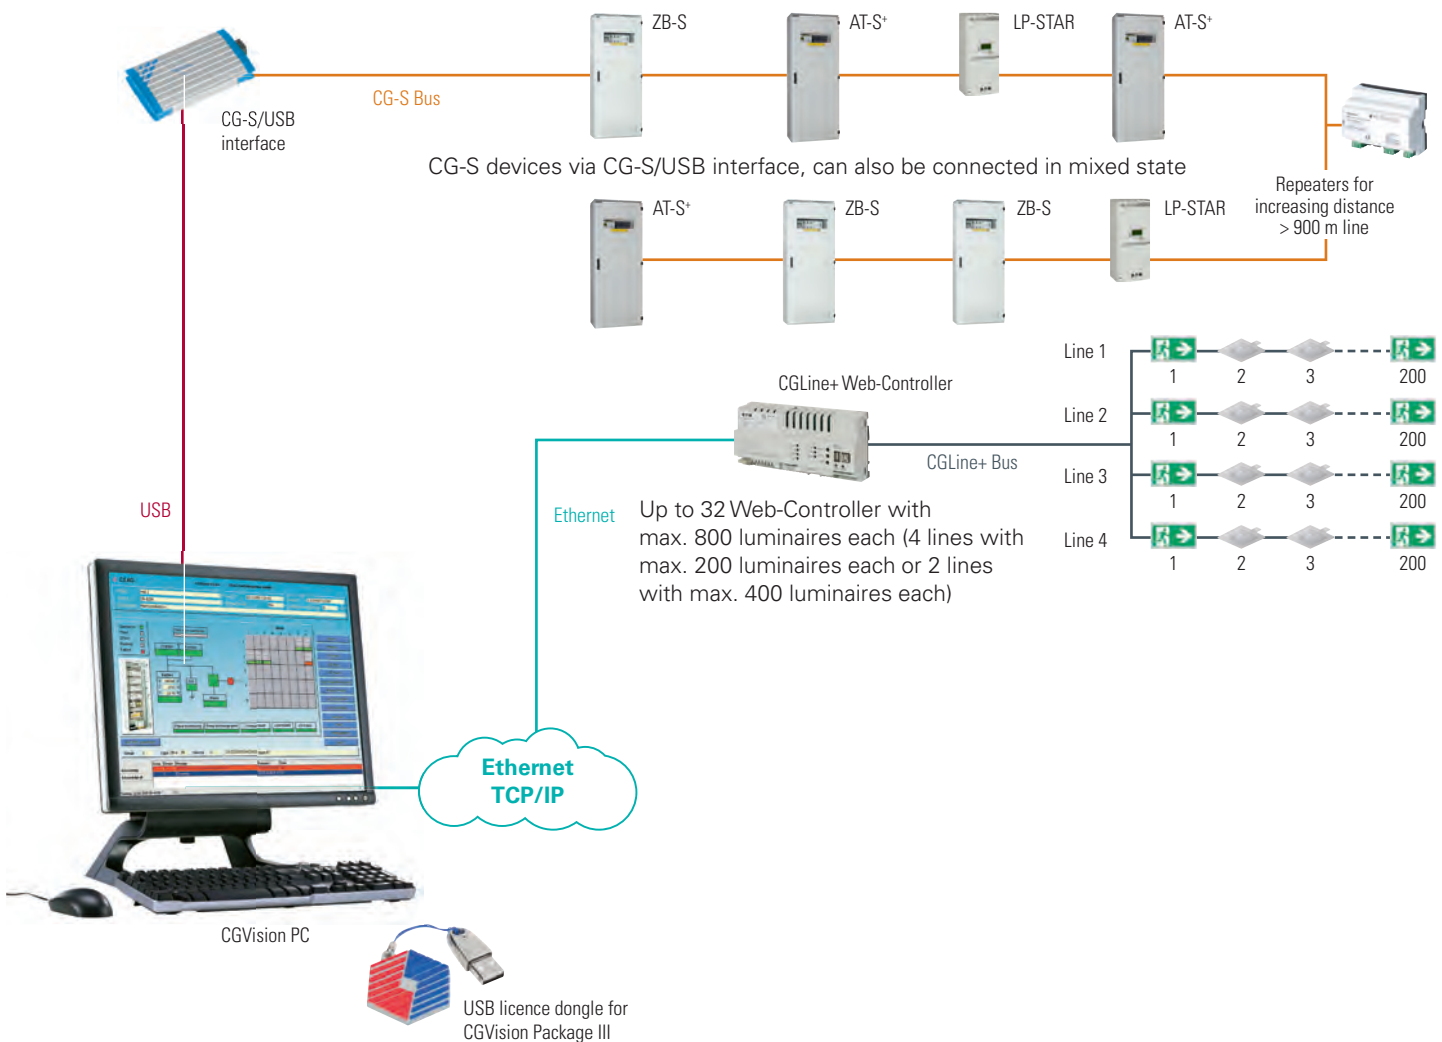 ZB-S
AT-S+
LP-STAR
AT-S+
CG-S Bus
CG-S/USB
interface
CG-S devices via CG-S/USB interface, can also be connected in mixed state
Repeaters for
increasing distance
> 900 m line
AT-S+
ZB-S
ZB-S
LP-STAR
Line 1
1 2 3 200
CGLine+ Web-Controller
Line 2
1 2 3 200
CGLine+ Bus
Line 3
1 2 3 200
Line 4
1 2 3 200
USB
Ethernet
Up to 32 Web-Controller with
max. 800 luminaires each (4 lines with
max. 200 luminaires each or 2 lines
with max. 400 luminaires each)
Ethernet
TCP/IP
CGVision PC
USB licence dongle for
CGVision Package III